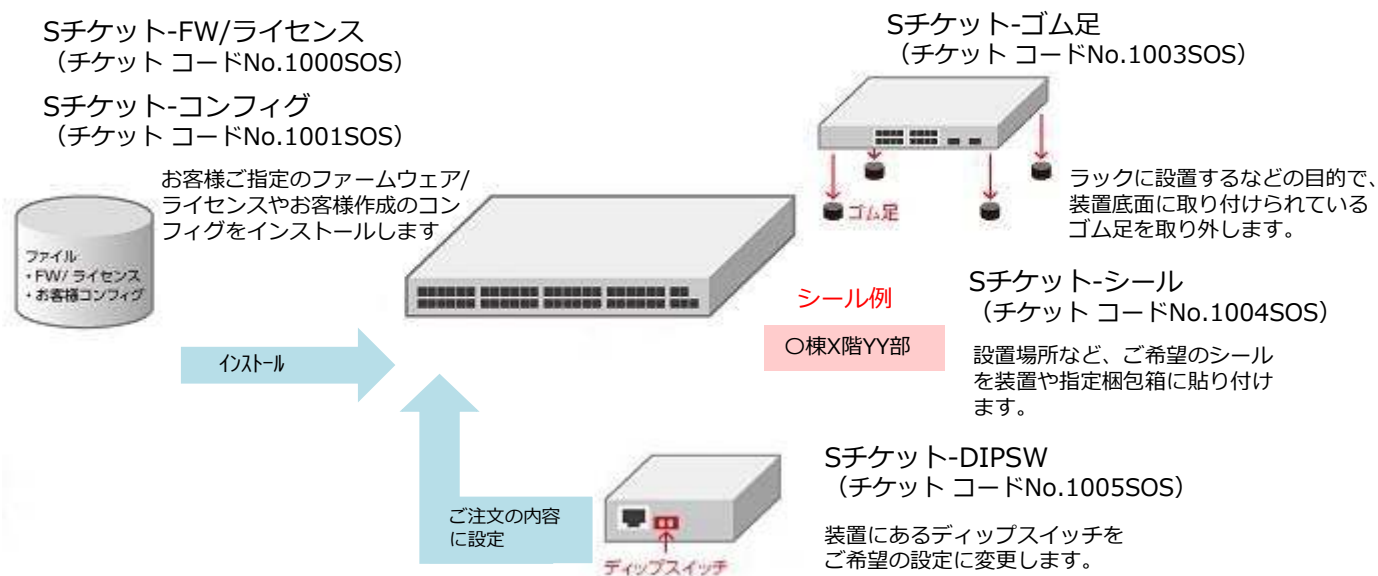 Sチケット-FW/ライセンス
（チケット コードNo.1000SOS）
Sチケット-コンフィグ
（チケット コードNo.1001SOS）
お客様ご指定のファームウェア/
ライセンスやお客様作成のコン
フィグをインストールします
ファイル
・FW/ ライセンス
・お客様コンフィグ
インストール
Sチケット-ゴム足
（チケット コードNo.1003SOS）
ゴム足
ラックに設置するなどの目的で、
装置底面に取り付けられている
ゴム足を取り外します。
シール例
〇棟X階YY部
Sチケット-シール
（チケット コードNo.1004SOS）
設置場所など、ご希望のシール
を装置や指定梱包箱に貼り付け
ます。
ご注文の内容
に設定
ディップスイッチ
Sチケット-DIPSW
（チケット コードNo.1005SOS）
装置にあるディップスイッチを
ご希望の設定に変更します。